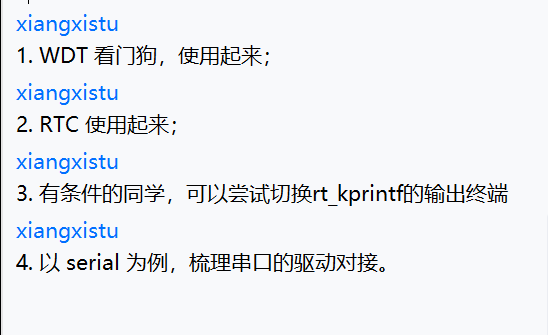 xiangxistu
1. WDT 看门狗，使用起来；
xiangxistu
2. RTC 使用起来；
xiangxistu
3. 有条件的同学，可以尝试切换rt_kprintf的输出终端
xiangxistu
4. 以 serial 为例，梳理串口的驱动对接。